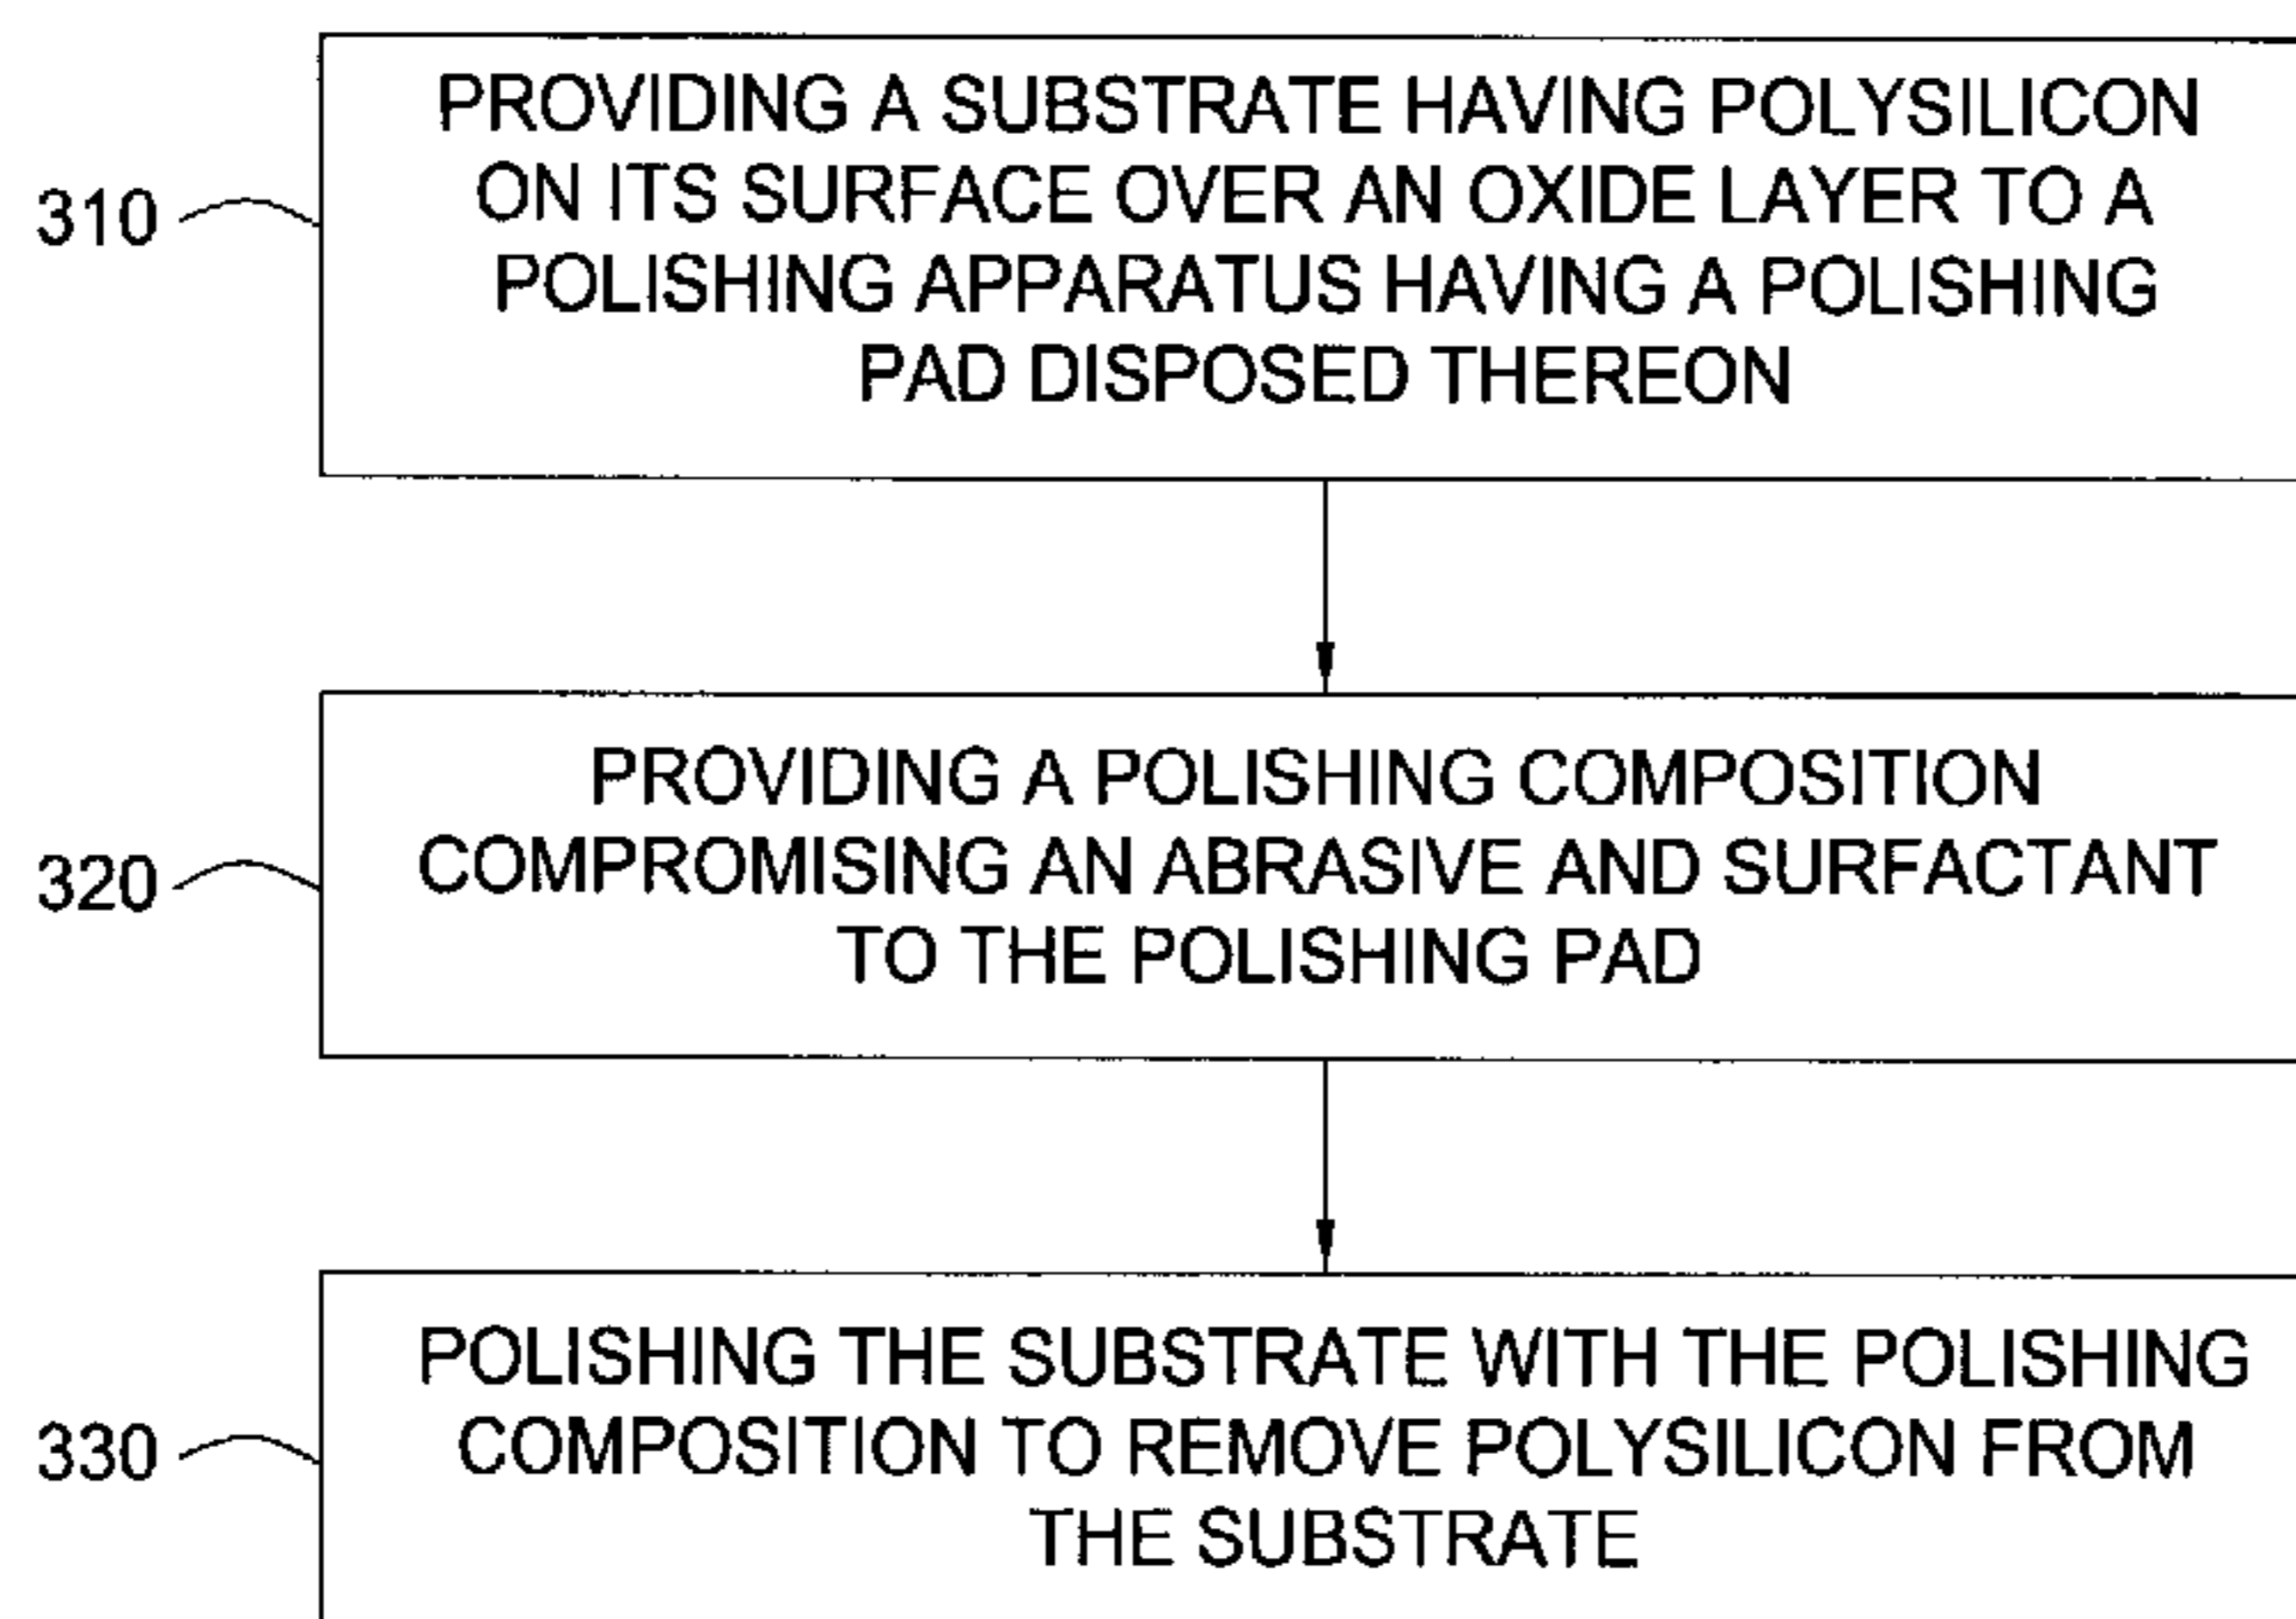 PROVIDING A SUBSTRATE HAVING POLYSILICON
ON ITS SURFACE OVER AN OXIDE LAYER TO A
POLISHING APPARATUS HAVING A POLISHING
PAD DISPOSED THEREON
310
PROVIDING A POLISHING COMPOSITION
COMPROMISING AN ABRASIVE AND SURFACTANT
TO THE POLISHING PAD
320
POLISHING THE SUBSTRATE WITH THE POLISHING
COMPOSITION TO REMOVE POLYSILICON FROM
THE SUBSTRATE
330